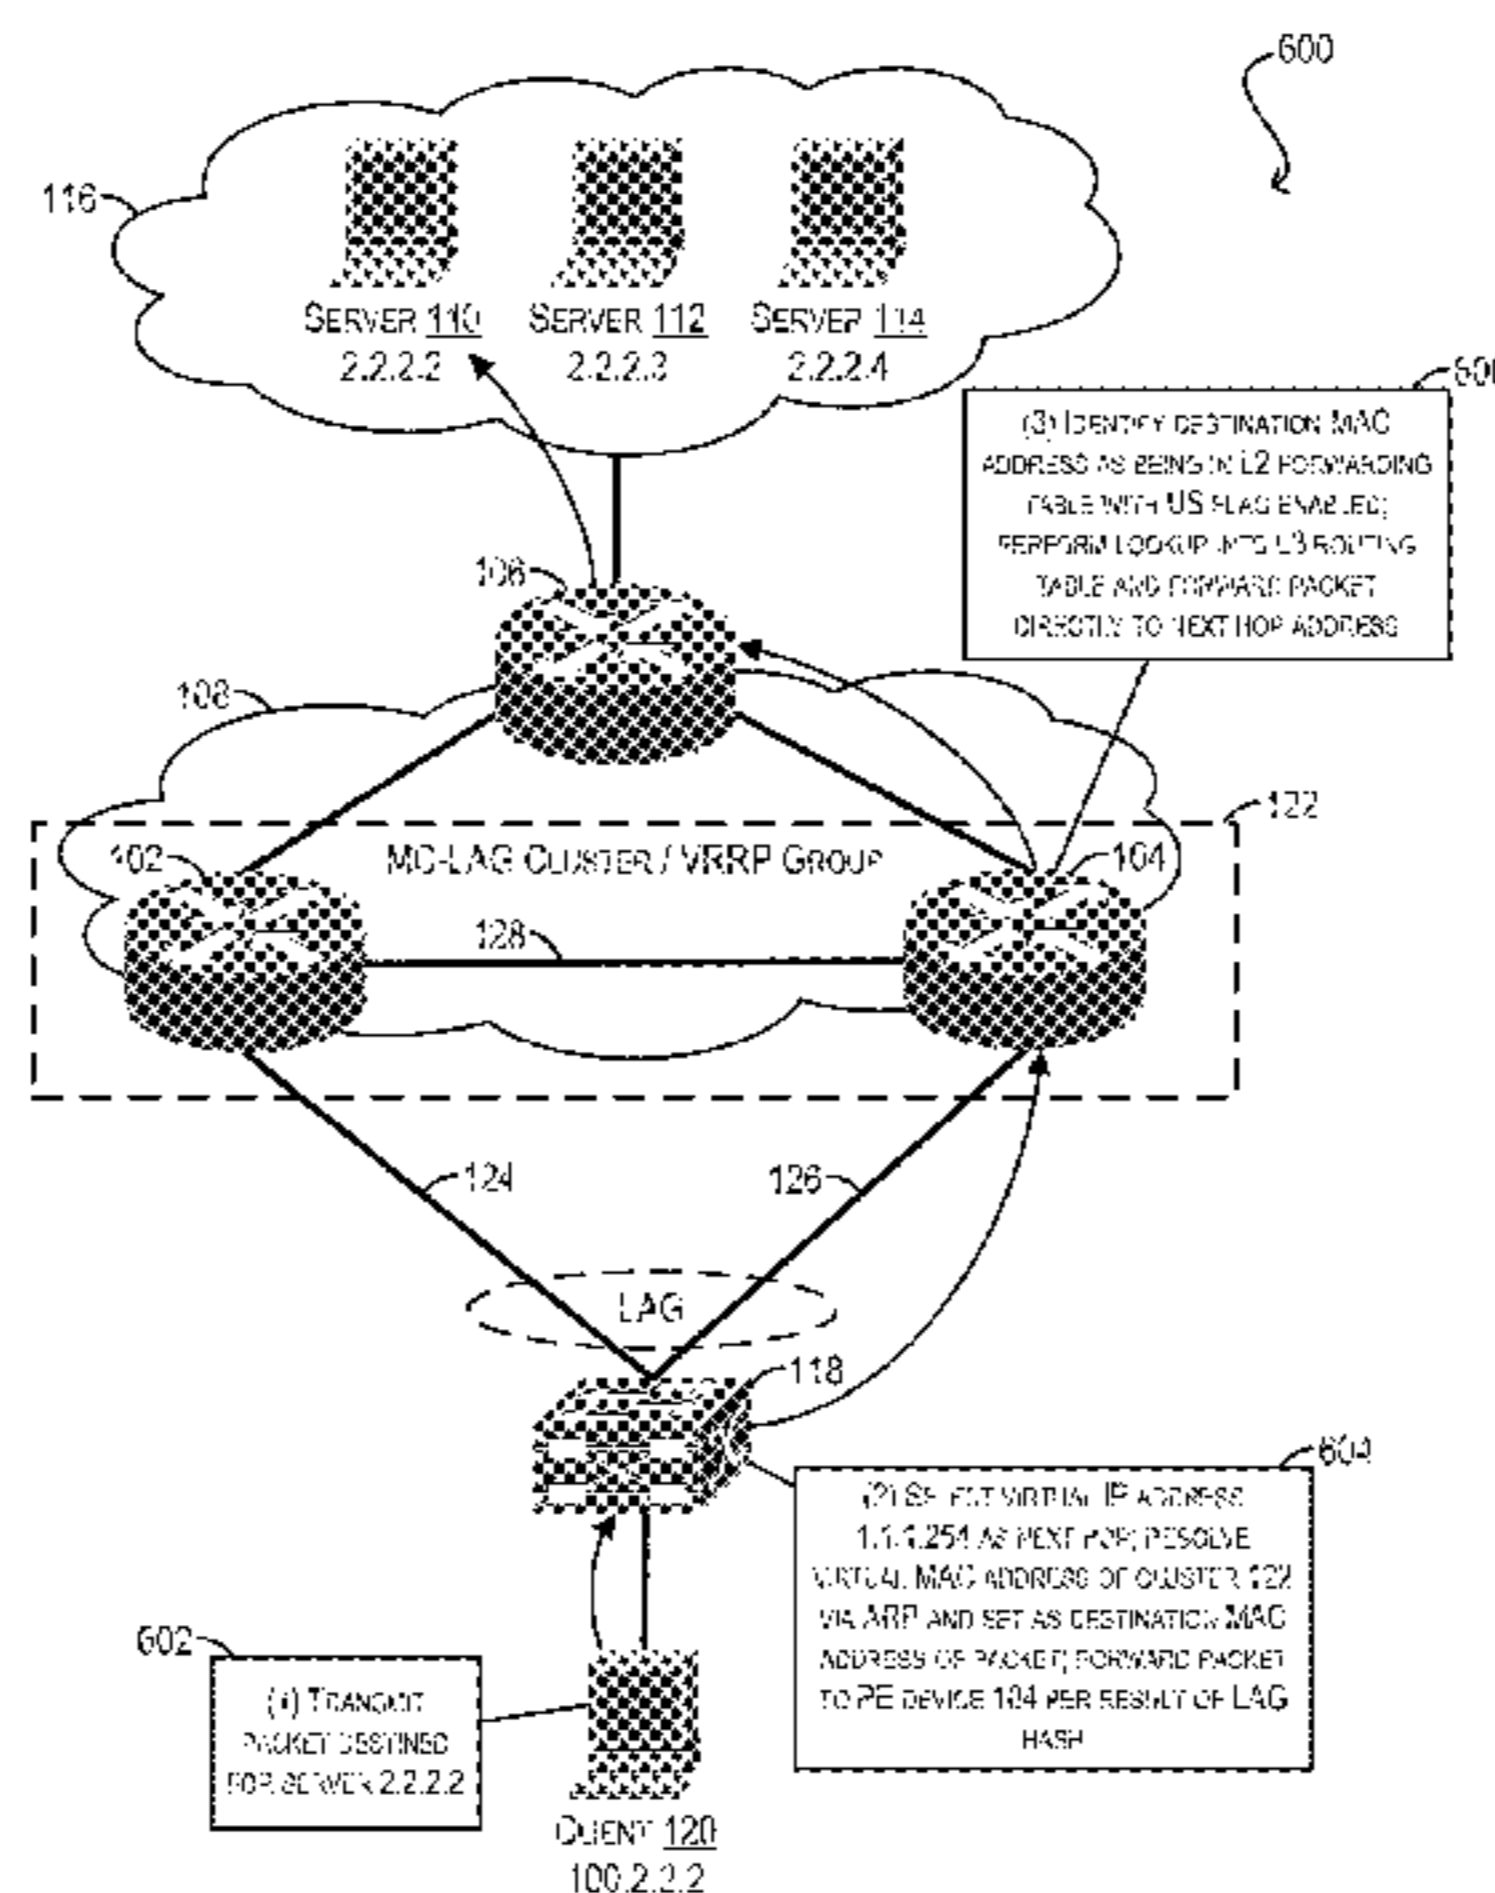 600
116
SERVER 110
2.2.2.2
SERVER 112
2.2.2.3
SERVER 114
2.2.2.4
(3) IDENTIFY DESTINATION MAC
ADDRESS AS BEING IN L2 FORWARDING
TABLE WITH US FLAG ENABLED;
PERFORM LOOKUP INTO L3 ROUTING
TABLE AND FORWARD PACKET
DIRECTLY TO NEXT HOP ADDRESS
106
108
122
102
MC-LAG CLUSTER / VRRP GROUP
104
128
124
126
LAG
118
604
(2) SELECT VIRTUAL IP ADDRESS
1.1.1.254 AS NEXT HOP; RESOLVE
VIRTUAL MAC ADDRESS OF CLUSTER 122
VIA ARP AND SET AS DESTINATION MAC
ADDRESS OF PACKET; FORWARD PACKET
TO PE DEVICE 104 PER RESULT OF LAG
HASH
602
(1) TRANSMIT
PACKET DESTINED
FOR SERVER 2.2.2.2
CLIENT 120
100.2.2.2